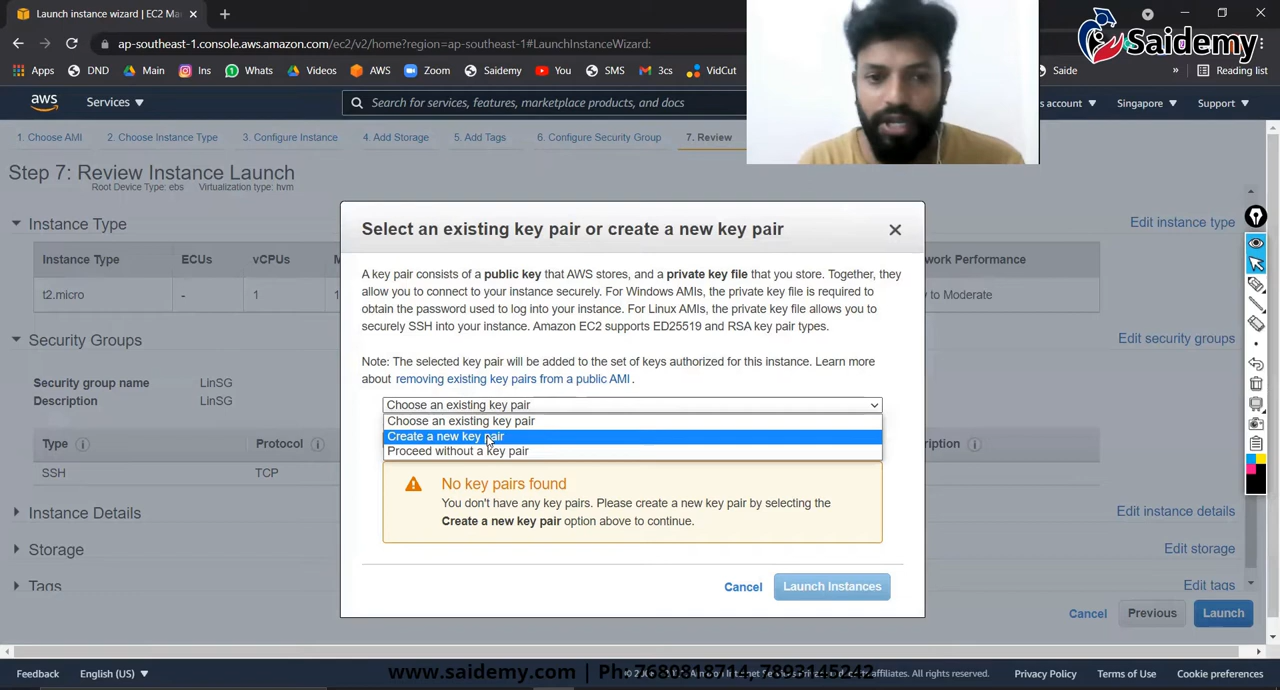 Launch instance wizard | EC2 Ma
ap-southeast-1.console.aws.amazon.com/ec2/v2/home?region=ap-southeast-1#LaunchInstanceWizard:
Saidemy
Apps DND Main Ins Whats Videos AWS Zoom Saidemy You SMS 3cs VidCut Saide » Reading list
aws Services Search for services, features, marketplace products, and docs s account Singapore Support
1. Choose AMI 2. Choose Instance Type 3. Configure Instance 4. Add Storage 5. Add Tags 6. Configure Security Group 7. Review
Step 7: Review Instance Launch
Root Device Type: ebs Virtualization type: hvm
Instance Type Edit instance type
Instance Type ECUs vCPUs M work Performance
t2.micro - 1 1 to Moderate
Security Groups Edit security groups
Security group name LinSG
Description LinSG
Type Protocol cription
SSH TCP
Instance Details Edit instance details
Storage Edit storage
Tags Edit tags
Select an existing key pair or create a new key pair
A key pair consists of a public key that AWS stores, and a private key file that you store. Together, they
allow you to connect to your instance securely. For Windows AMIs, the private key file is required to
obtain the password used to log into your instance. For Linux AMIs, the private key file allows you to
securely SSH into your instance. Amazon EC2 supports ED25519 and RSA key pair types.
Note: The selected key pair will be added to the set of keys authorized for this instance. Learn more
about removing existing key pairs from a public AMI .
Choose an existing key pair
Choose an existing key pair
Create a new key pair
Proceed without a key pair
No key pairs found
You don't have any key pairs. Please create a new key pair by selecting the
Create a new key pair option above to continue.
Cancel Launch Instances
Cancel Previous Launch
Feedback English (US) Privacy Policy Terms of Use Cookie preferences
www.saidemy.com | Ph: 7680818714, 7893145242
affiliates. All rights reserved.